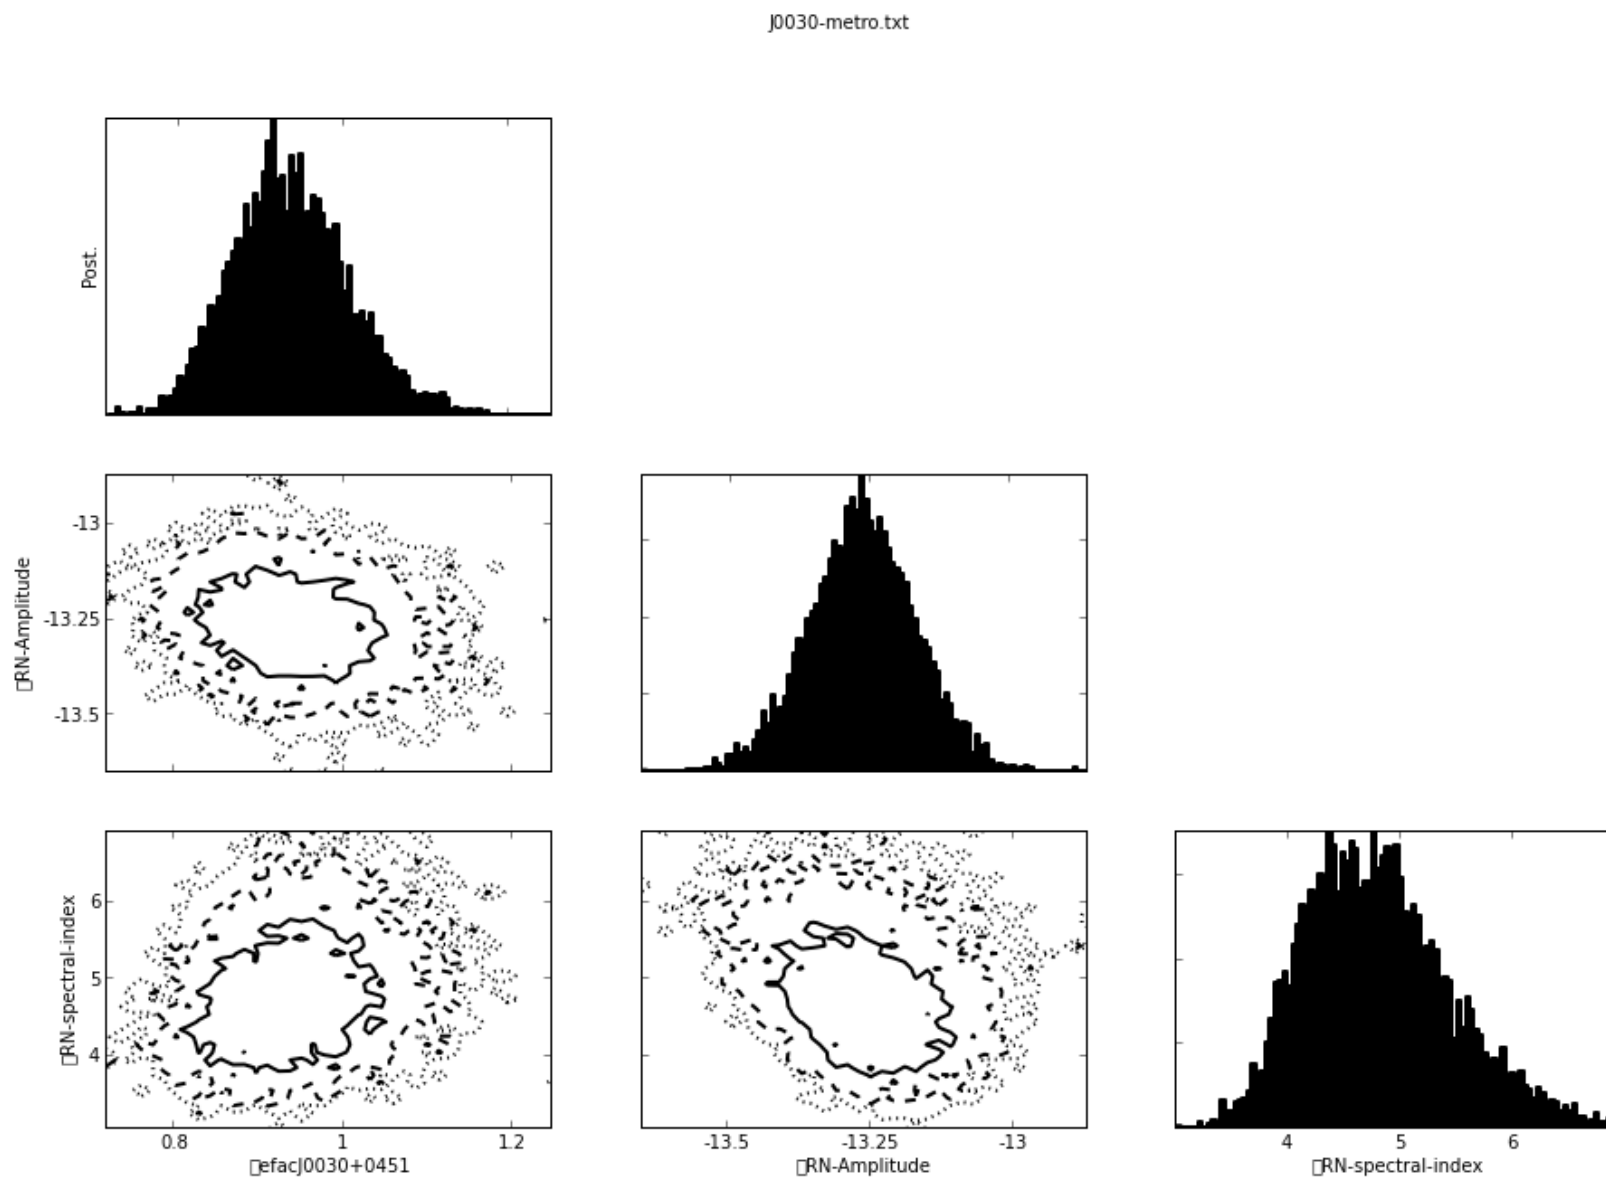 J0030-metro.txt
Post.
RN-Amplitude
-13
-13.25
-13.5
RN-spectral-index
6
5
4
0.8 1 1.2
efacJ0030+0451
-13.5 -13.25 -13
RN-Amplitude
4 5 6
RN-spectral-index